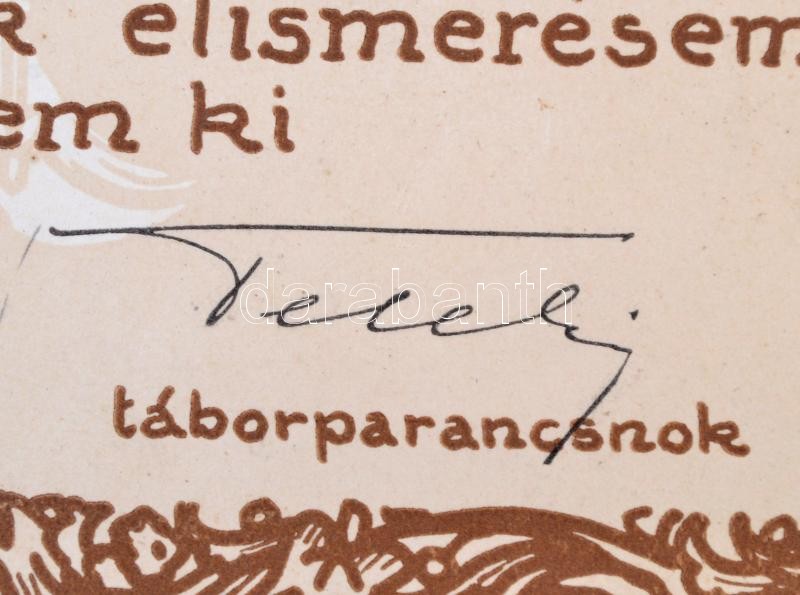 k elismerésem
em ki
Teleki
darabanth
táborparancsnok